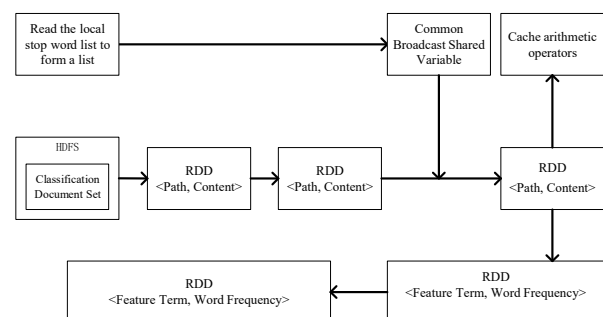 Read the local
stop word list to
form a list
Common
Broadcast Shared
Variable
Cache arithmetic
operators
HDFS
Classification
Document Set
RDD
<Path, Content>
RDD
<Path, Content>
RDD
<Path, Content>
RDD
<Feature Term, Word Frequency>
RDD
<Feature Term, Word Frequency>